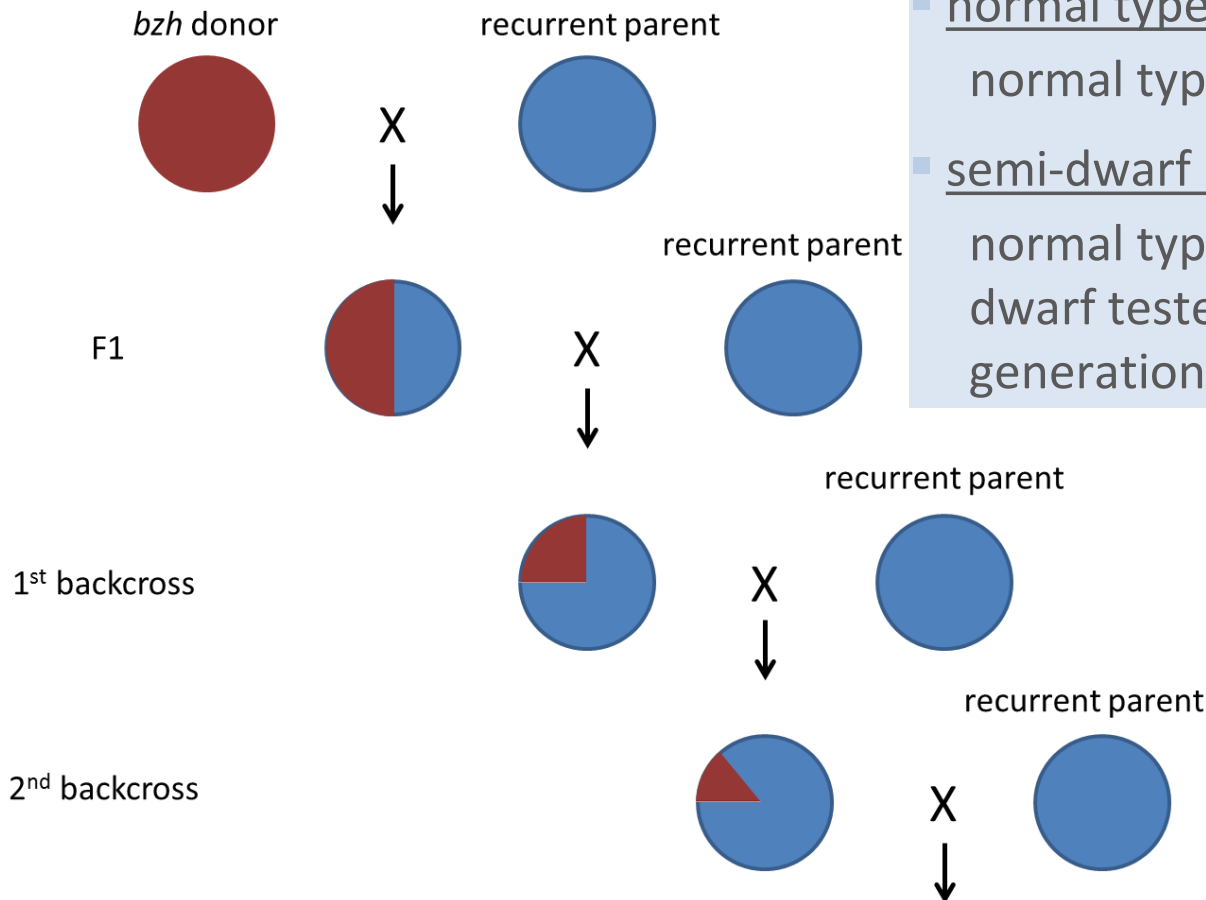 bzh donor
recurrent parent
normal type
normal typ
semi-dwarf
normal typ
dwarf teste
generation
X
recurrent parent
F1
X
recurrent parent
1st backcross
X
recurrent parent
2nd backcross
X